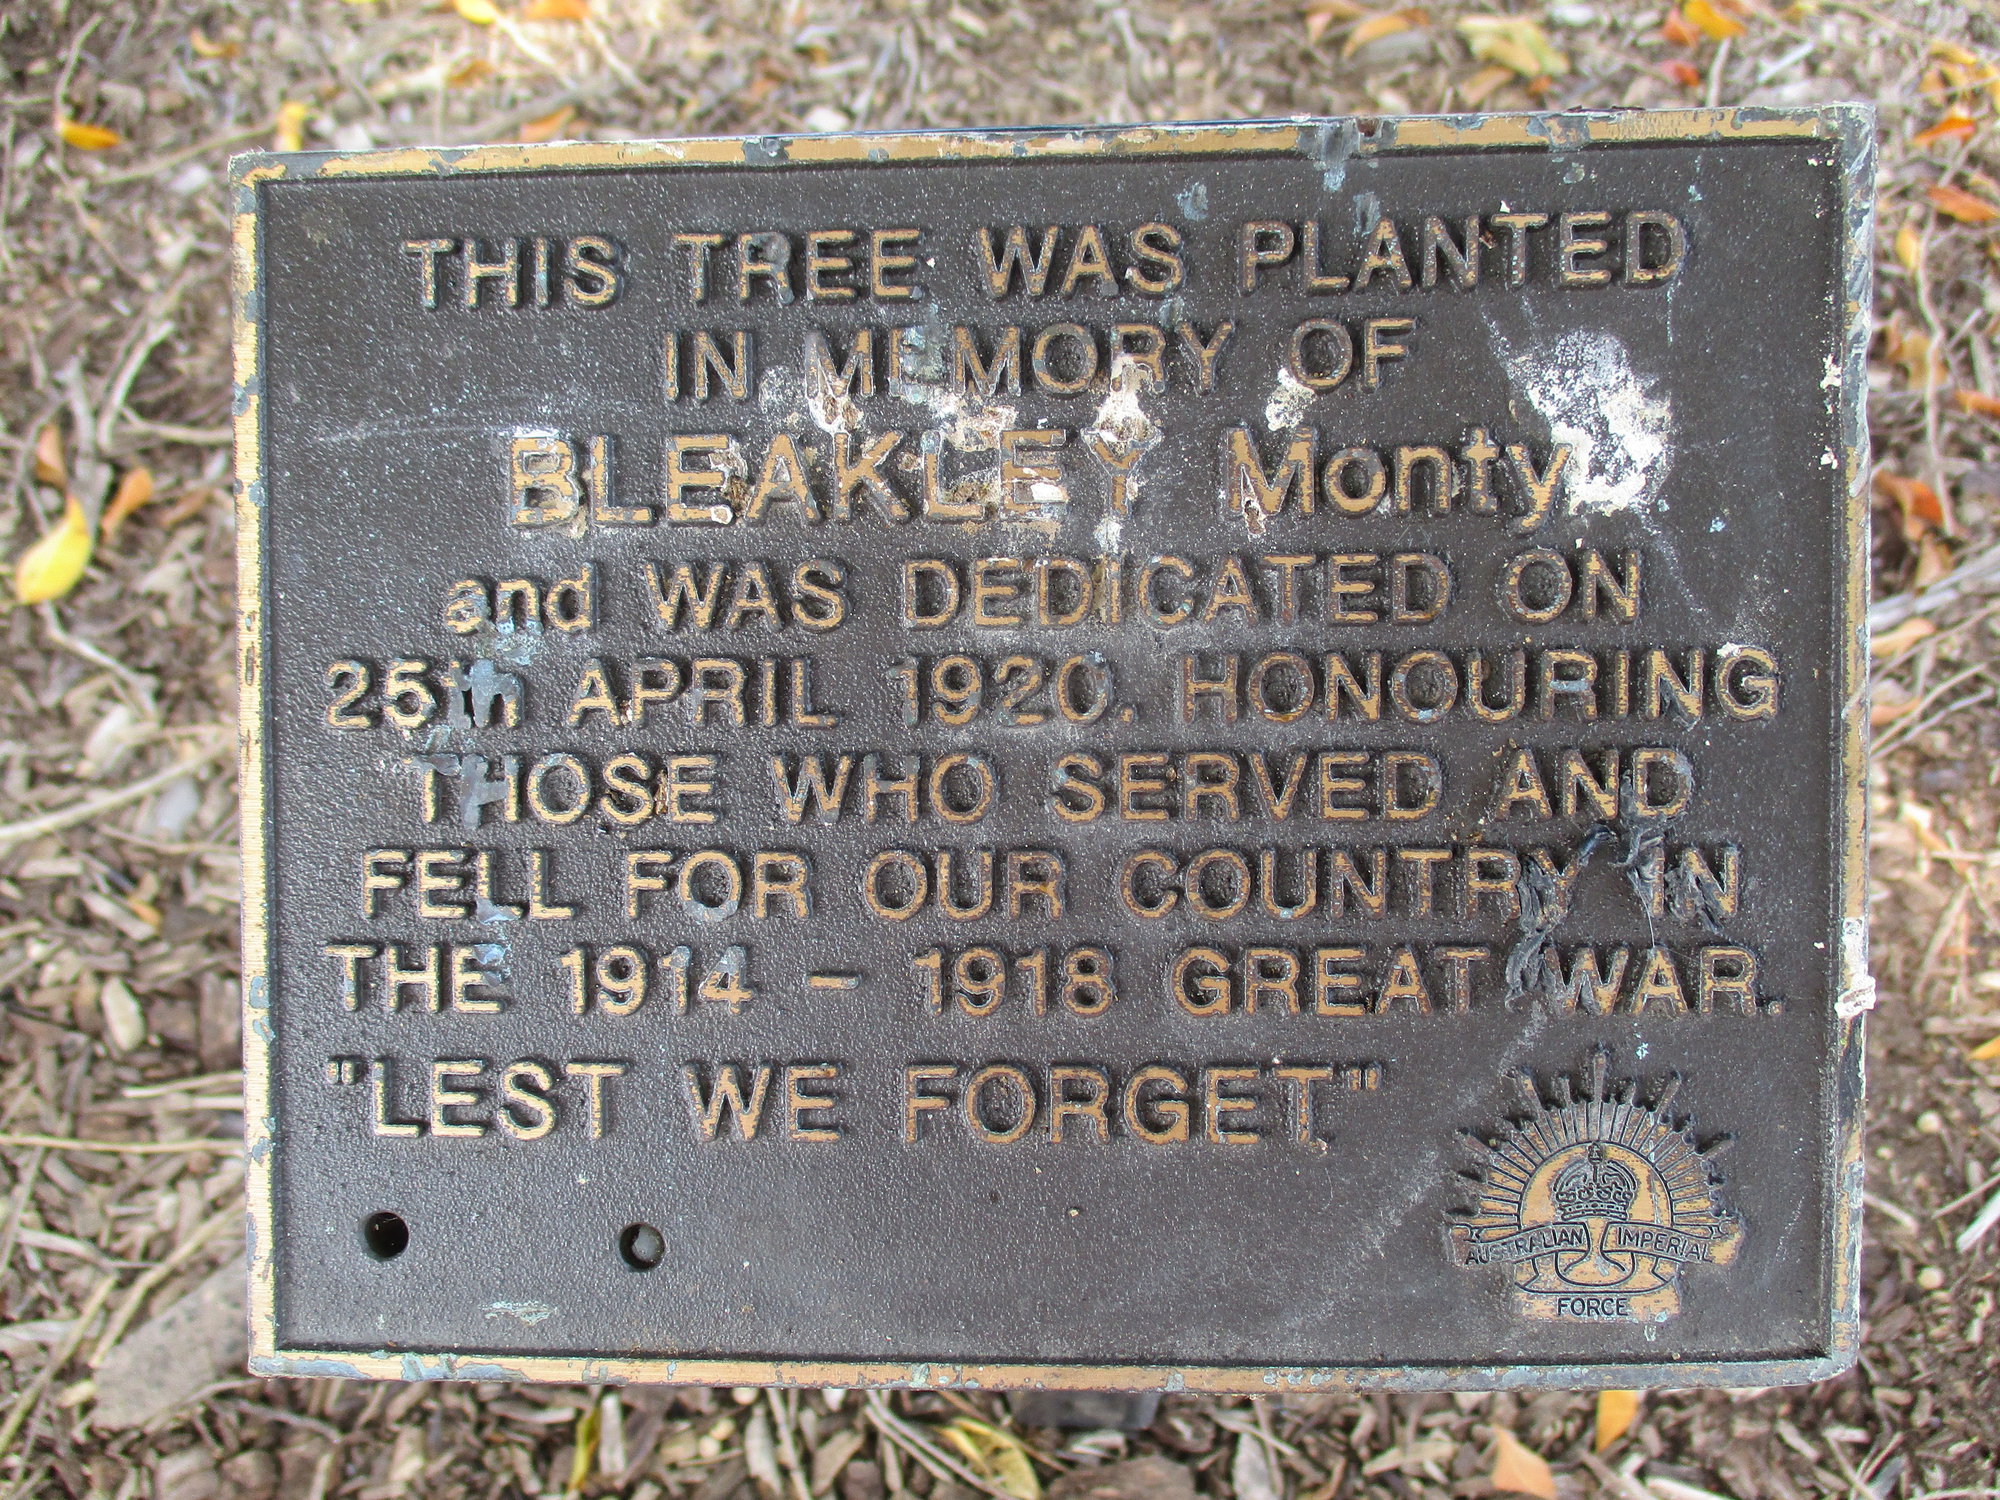 THIS TREE WAS PLANTED
IN MEMORY OF
BLEAKLEY Monty
and WAS DEDICATED ON
25th APRIL 1920. HONOURING
THOSE WHO SERVED AND
FELL FOR OUR COUNTRY IN
THE 1914 - 1918 GREAT WAR.
"LEST WE FORGET"
AUSTRALIAN IMPERIAL
FORCE